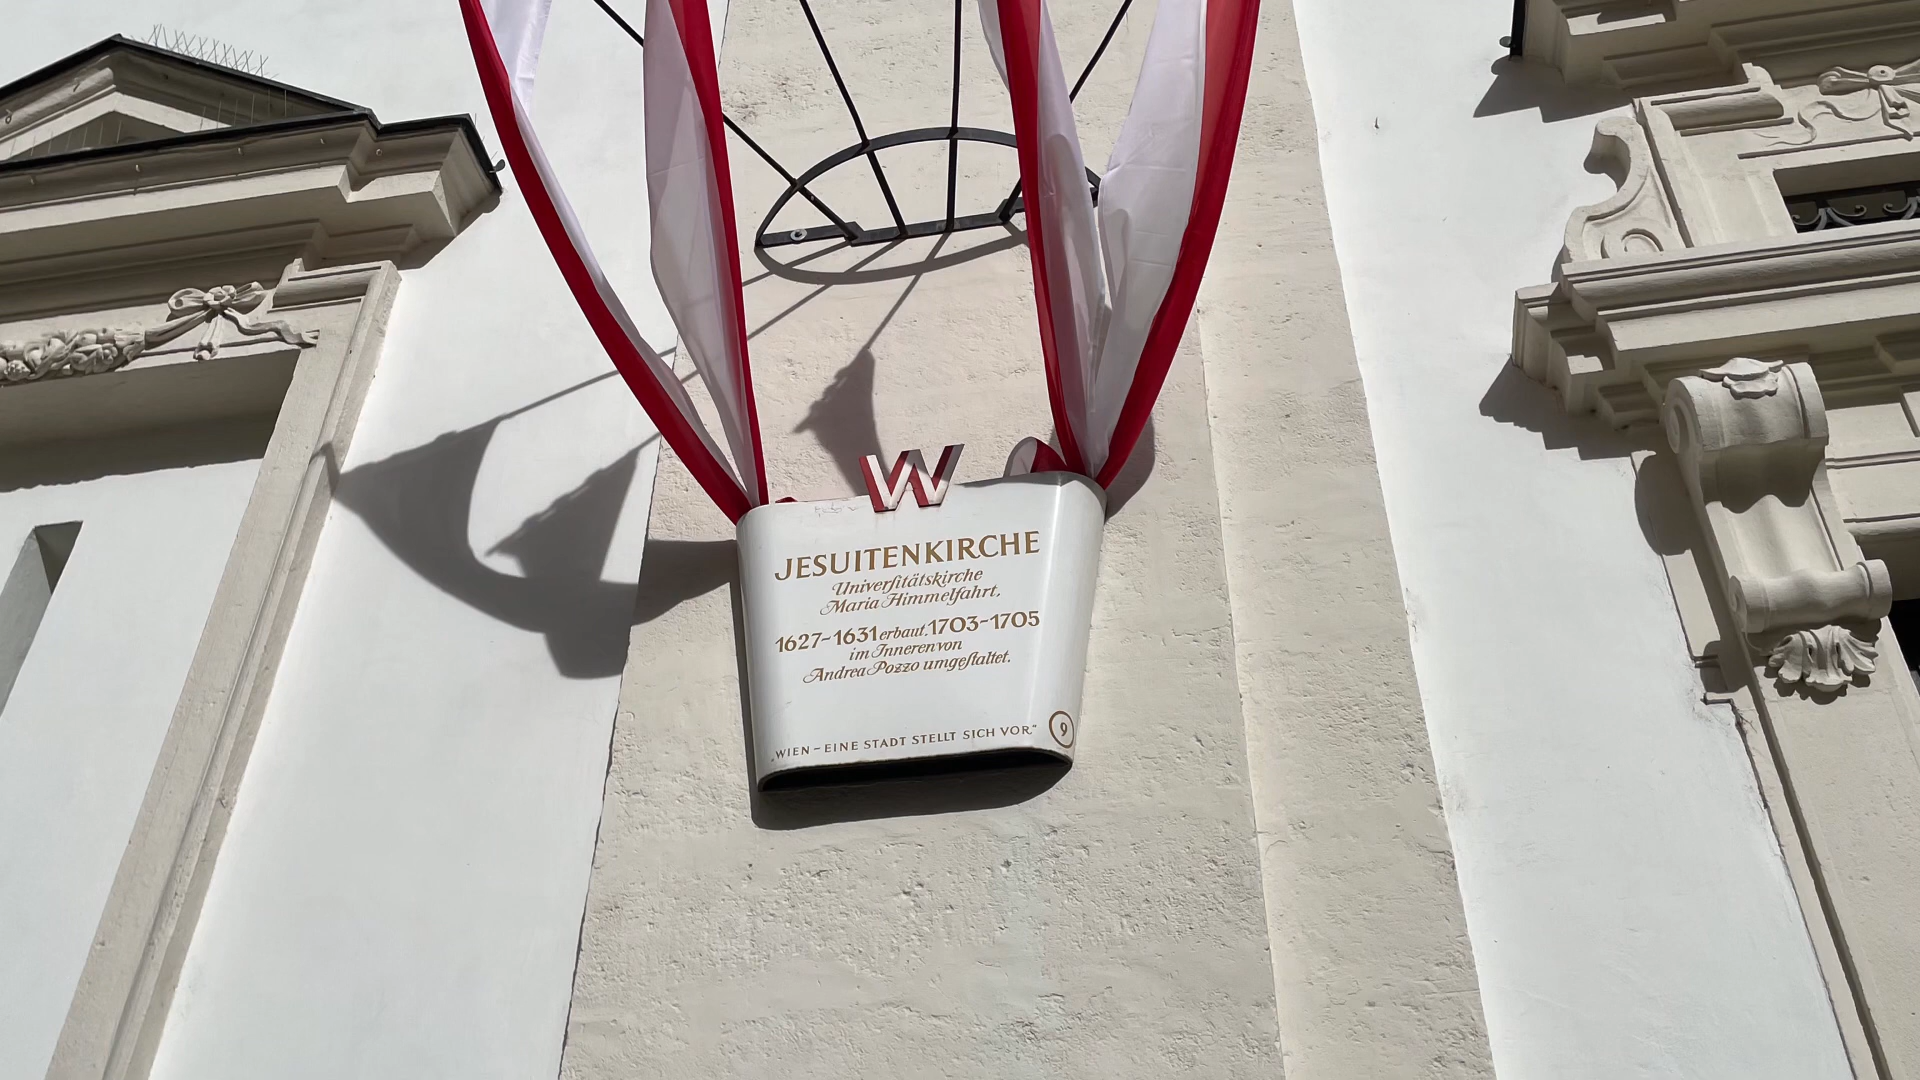 W
JESUITENKIRCHE
Univerſitätskirche
Maria Himmelfahrt,
1627-1631 erbaut, 1703-1705
im Inneren von
Andrea Pozzo umgeſtaltet.
„WIEN - EINE STADT STELLT SICH VOR.“ 9